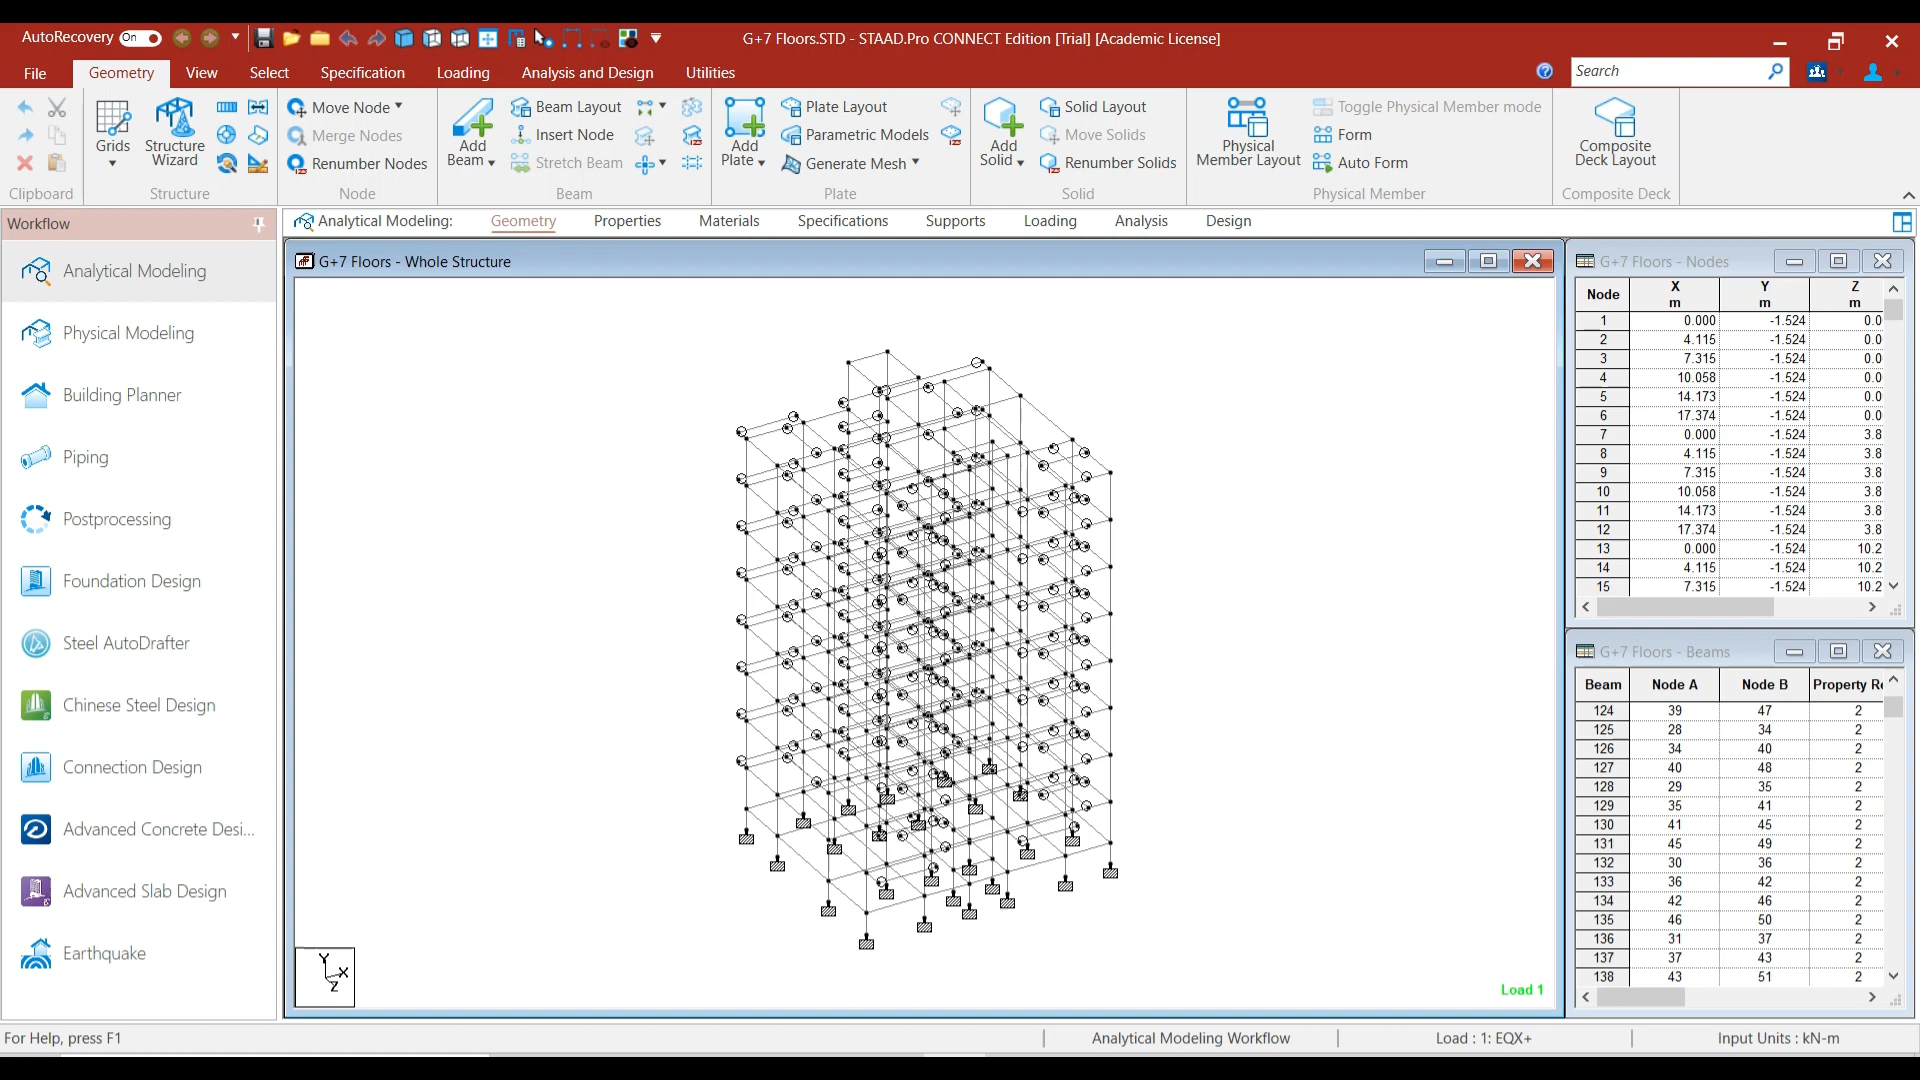 AutoRecovery On
G+7 Floors.STD - STAAD.Pro CONNECT Edition [Trial] [Academic License]
File Geometry View Select Specification Loading Analysis and Design Utilities
Search
Grids
Structure Wizard
Move Node
Merge Nodes
Renumber Nodes
Add Beam
Beam Layout
Insert Node
Stretch Beam
Add Plate
Plate Layout
Parametric Models
Generate Mesh
Add Solid
Solid Layout
Move Solids
Renumber Solids
Physical Member Layout
Toggle Physical Member mode
Form
Auto Form
Composite Deck Layout
Clipboard Structure Node Beam Plate Solid Physical Member Composite Deck
Workflow
Analytical Modeling: Geometry Properties Materials Specifications Supports Loading Analysis Design
Analytical Modeling
Physical Modeling
Building Planner
Piping
Postprocessing
Foundation Design
Steel AutoDrafter
Chinese Steel Design
Connection Design
Advanced Concrete Desi...
Advanced Slab Design
Earthquake
G+7 Floors - Whole Structure
Y
X
Z
Load 1
G+7 Floors - Nodes
Node X m Y m Z m
1 0.000 -1.524 0.0
2 4.115 -1.524 0.0
3 7.315 -1.524 0.0
4 10.058 -1.524 0.0
5 14.173 -1.524 0.0
6 17.374 -1.524 0.0
7 0.000 -1.524 3.8
8 4.115 -1.524 3.8
9 7.315 -1.524 3.8
10 10.058 -1.524 3.8
11 14.173 -1.524 3.8
12 17.374 -1.524 3.8
13 0.000 -1.524 10.2
14 4.115 -1.524 10.2
15 7.315 -1.524 10.2
G+7 Floors - Beams
Beam Node A Node B Property Re
124 39 47 2
125 28 34 2
126 34 40 2
127 40 48 2
128 29 35 2
129 35 41 2
130 41 45 2
131 45 49 2
132 30 36 2
133 36 42 2
134 42 46 2
135 46 50 2
136 31 37 2
137 37 43 2
138 43 51 2
For Help, press F1
Analytical Modeling Workflow
Load : 1: EQX+
Input Units : kN-m